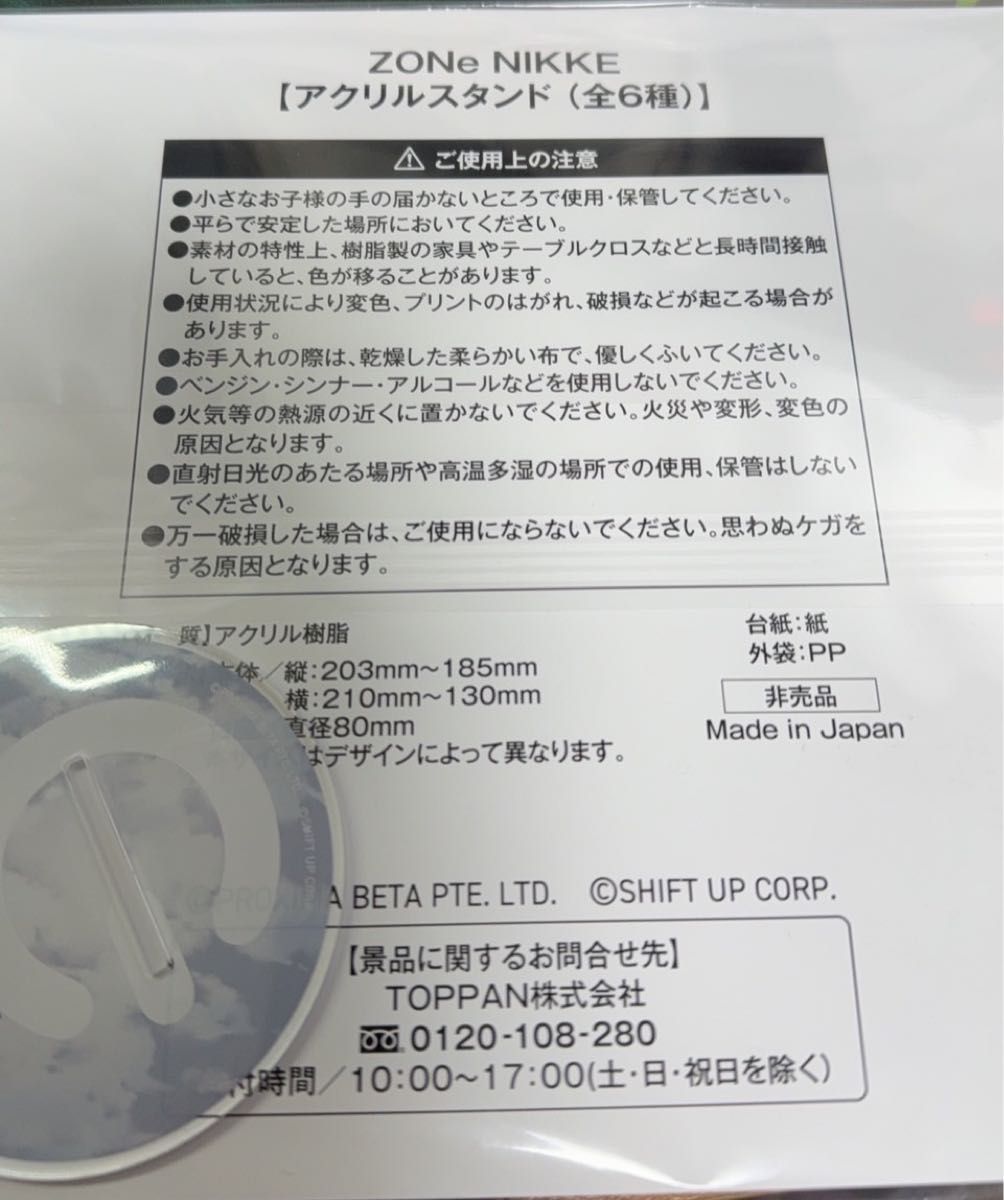 ZONe NIKKE
【アクリルスタンド（全6種）】
⚠ ご使用上の注意
●小さなお子様の手の届かないところで使用・保管してください。
●平らで安定した場所においてください。
●素材の特性上、樹脂製の家具やテーブルクロスなどと長時間接触
していると、色が移ることがあります。
●使用状況により変色、プリントのはがれ、破損などが起こる場合が
あります。
●お手入れの際は、乾燥した柔らかい布で、優しくふいてください。
●ベンジン・シンナー・アルコールなどを使用しないでください。
●火気等の熱源の近くに置かないでください。火災や変形、変色の
原因となります。
●直射日光のあたる場所や高温多湿の場所での使用、保管はしない
でください。
●万一破損した場合は、ご使用にならないでください。思わぬケガを
する原因となります。
質】アクリル樹脂
本体／縦：203mm～185mm
横：210mm～130mm
直径80mm
はデザインによって異なります。
台紙：紙
外袋：PP
非売品
Made in Japan
©PROXIMA BETA PTE. LTD. ©SHIFT UP CORP.
【景品に関するお問合せ先】
TOPPAN株式会社
0120-108-280
付時間／10：00～17：00（土・日・祝日を除く）